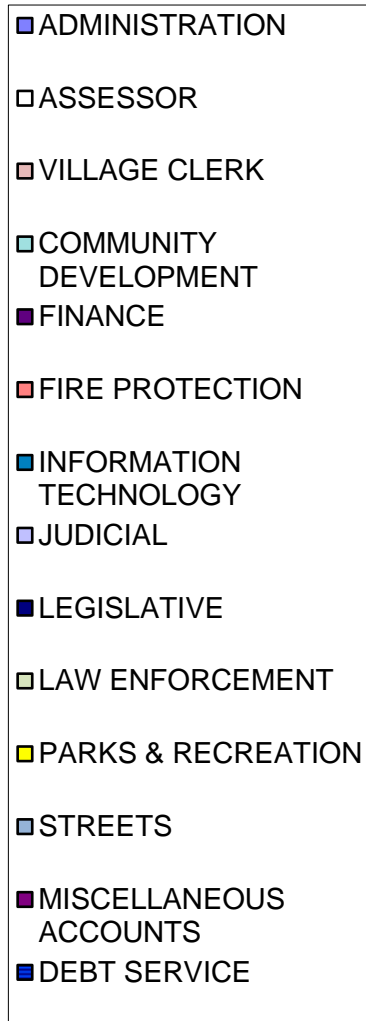 ADMINISTRATION
ASSESSOR
VILLAGE CLERK
COMMUNITY
DEVELOPMENT
FINANCE
FIRE PROTECTION
INFORMATION
TECHNOLOGY
JUDICIAL
LEGISLATIVE
LAW ENFORCEMENT
PARKS & RECREATION
STREETS
MISCELLANEOUS
ACCOUNTS
DEBT SERVICE